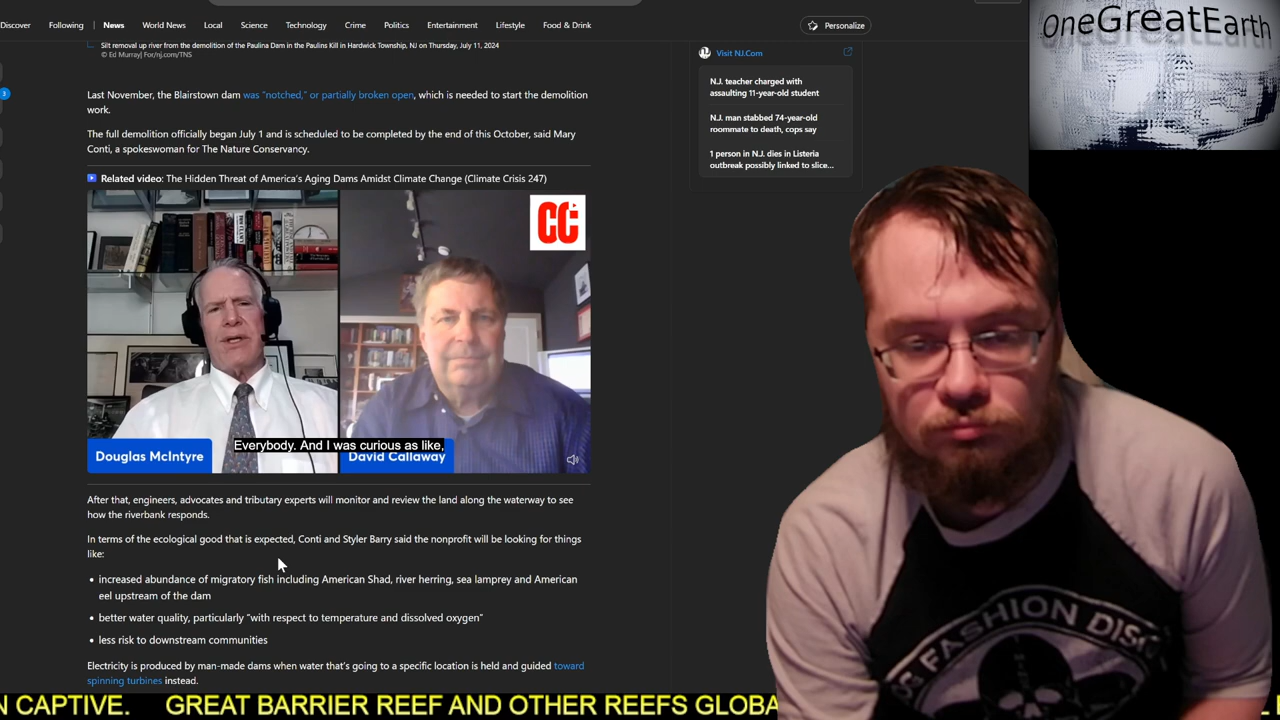 Discover Following News World News Local Science Technology Crime Politics Entertainment Lifestyle Food & Drink
Personalize
OneGreatEarth
Silt removal up river from the demolition of the Paulina Dam in the Paulins Kill in Hardwick Township, NJ on Thursday, July 11, 2024
© Ed Murray| For/nj.com/TNS
3
Last November, the Blairstown dam was "notched," or partially broken open, which is needed to start the demolition
work.
The full demolition officially began July 1 and is scheduled to be completed by the end of this October, said Mary
Conti, a spokeswoman for The Nature Conservancy.
Related video: The Hidden Threat of America's Aging Dams Amidst Climate Change (Climate Crisis 247)
CC
Everybody. And I was curious as like,
Douglas McIntyre
David Callaway
After that, engineers, advocates and tributary experts will monitor and review the land along the waterway to see
how the riverbank responds.
In terms of the ecological good that is expected, Conti and Styler Barry said the nonprofit will be looking for things
like:
• increased abundance of migratory fish including American Shad, river herring, sea lamprey and American
eel upstream of the dam
• better water quality, particularly "with respect to temperature and dissolved oxygen"
• less risk to downstream communities
Electricity is produced by man-made dams when water that's going to a specific location is held and guided toward
spinning turbines instead.
Visit NJ.Com
N.J. teacher charged with
assaulting 11-year-old student
N.J. man stabbed 74-year-old
roommate to death, cops say
1 person in N.J. dies in Listeria
outbreak possibly linked to slice...
FASHION DISC
N CAPTIVE. GREAT BARRIER REEF AND OTHER REEFS GLOBA